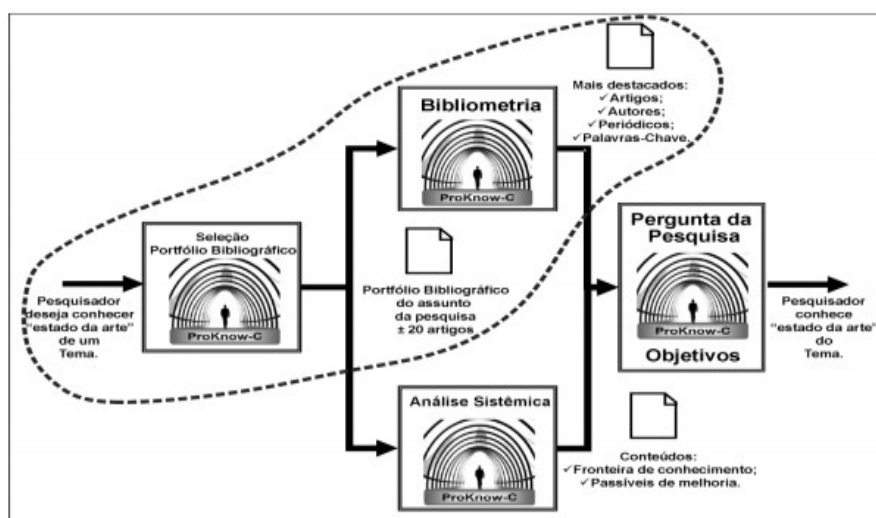 Mais destacados:
✓Artigos;
✓Autores;
✓Periódicos;
✓Palavras-Chave.
Bibliometria
ProKnow-C
Seleção
Portfólio Bibliográfico
ProKnow-C
Pesquisador
deseja conhecer
"estado da arte"
de um
Tema.
Portfólio Bibliográfico
do assunto
da pesquisa
± 20 artigos
Pergunta da
Pesquisa
ProKnow-C
Objetivos
Pesquisador
conhece
"estado da arte"
do
Tema.
Análise Sistêmica
ProKnow-C
Conteúdos:
✓Fronteira de conhecimento;
✓Passíveis de melhoria.